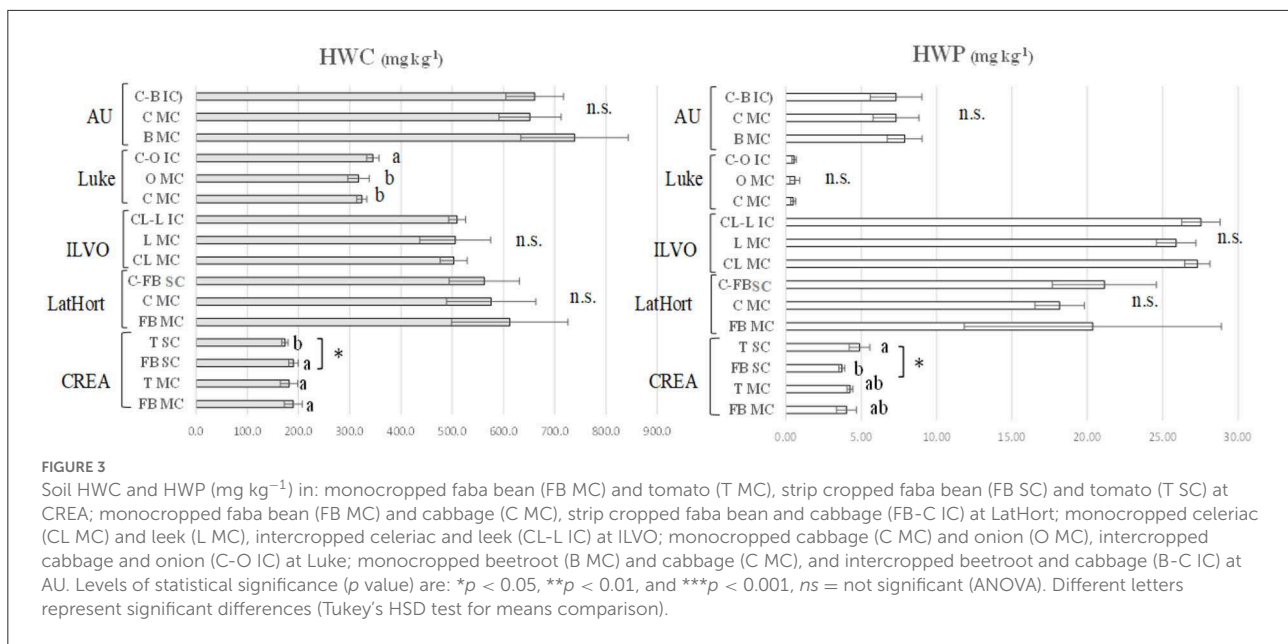 HWC (mg kg¹)
AU
C-B IC)
C MC
B MC
n.s.
Luke
C-O IC
a
O MC
b
C MC
b
ILVO
CL-L IC
L MC
CL MC
n.s.
LatHort
C-FB SC
C MC
FB MC
n.s.
CREA
T SC
b
FB SC
a
*
T MC
a
FB MC
a
0.0 100.0 200.0 300.0 400.0 500.0 600.0 700.0 800.0 900.0
HWP (mg kg¹)
AU
C-B IC)
C MC
B MC
n.s.
Luke
C-O IC
O MC
C MC
n.s.
ILVO
CL-L IC
L MC
CL MC
n.s.
LatHort
C-FBSC
C MC
FB MC
n.s.
CREA
T SC
a
FB SC
b
*
T MC
ab
FB MC
ab
0.00 5.00 10.00 15.00 20.00 25.00 30.00
FIGURE 3
Soil HWC and HWP (mg kg−1) in: monocropped faba bean (FB MC) and tomato (T MC), strip cropped faba bean (FB SC) and tomato (T SC) at
CREA; monocropped faba bean (FB MC) and cabbage (C MC), strip cropped faba bean and cabbage (FB-C IC) at LatHort; monocropped celeriac
(CL MC) and leek (L MC), intercropped celeriac and leek (CL-L IC) at ILVO; monocropped cabbage (C MC) and onion (O MC), intercropped
cabbage and onion (C-O IC) at Luke; monocropped beetroot (B MC) and cabbage (C MC), and intercropped beetroot and cabbage (B-C IC) at
AU. Levels of statistical significance (p value) are: *p < 0.05, **p < 0.01, and ***p < 0.001, ns = not significant (ANOVA). Different letters
represent significant differences (Tukey's HSD test for means comparison).